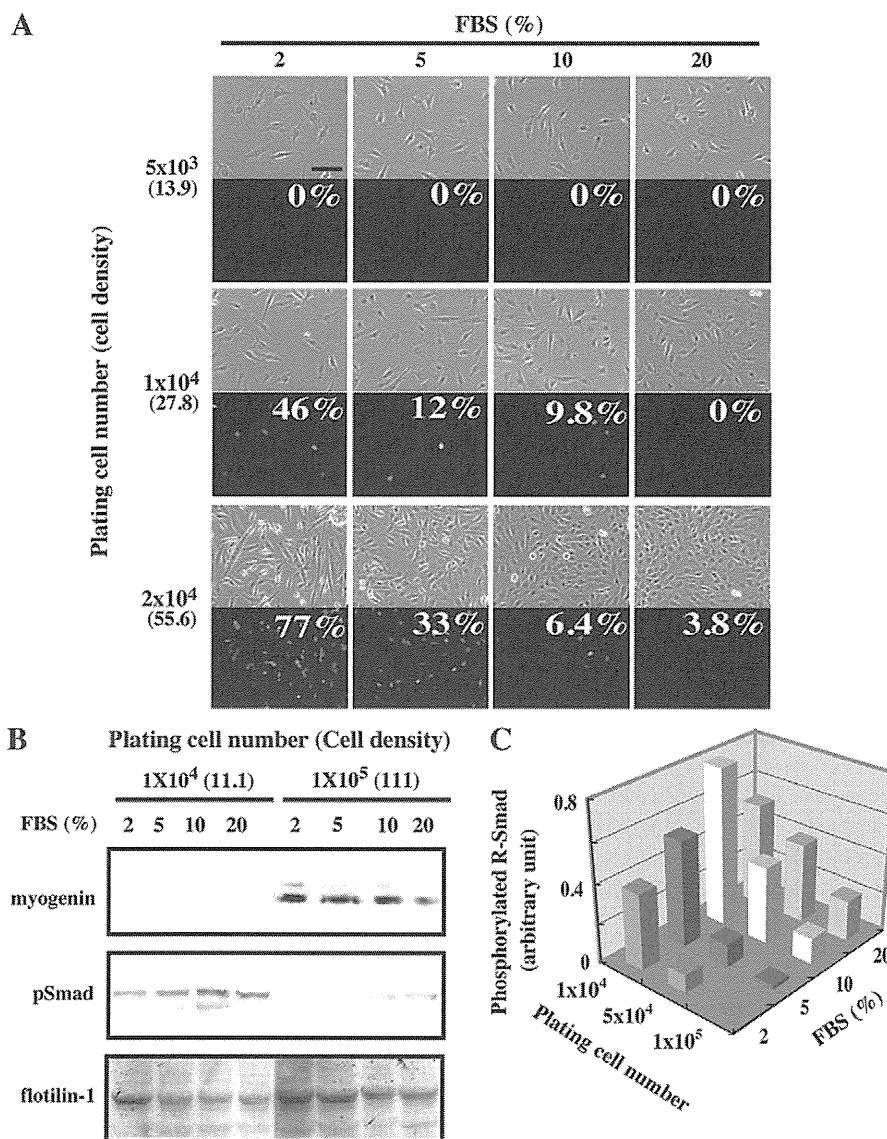 A
FBS (%)
2 5 10 20
Plating cell number (cell density)
5x10³
(13.9)
0% 0% 0% 0%
1x10⁴
(27.8)
46% 12% 9.8% 0%
2x10⁴
(55.6)
77% 33% 6.4% 3.8%
B
Plating cell number (Cell density)
1X10⁴ (11.1) 1X10⁵ (111)
FBS (%) 2 5 10 20 2 5 10 20
myogenin
pSmad
flotilin-1
C
Phosphorylated R-Smad
(arbitrary unit)
0.8
0.4
0
1x10⁴
5x10⁴
1x10⁵
Plating cell number
2
5
10
20
FBS (%)